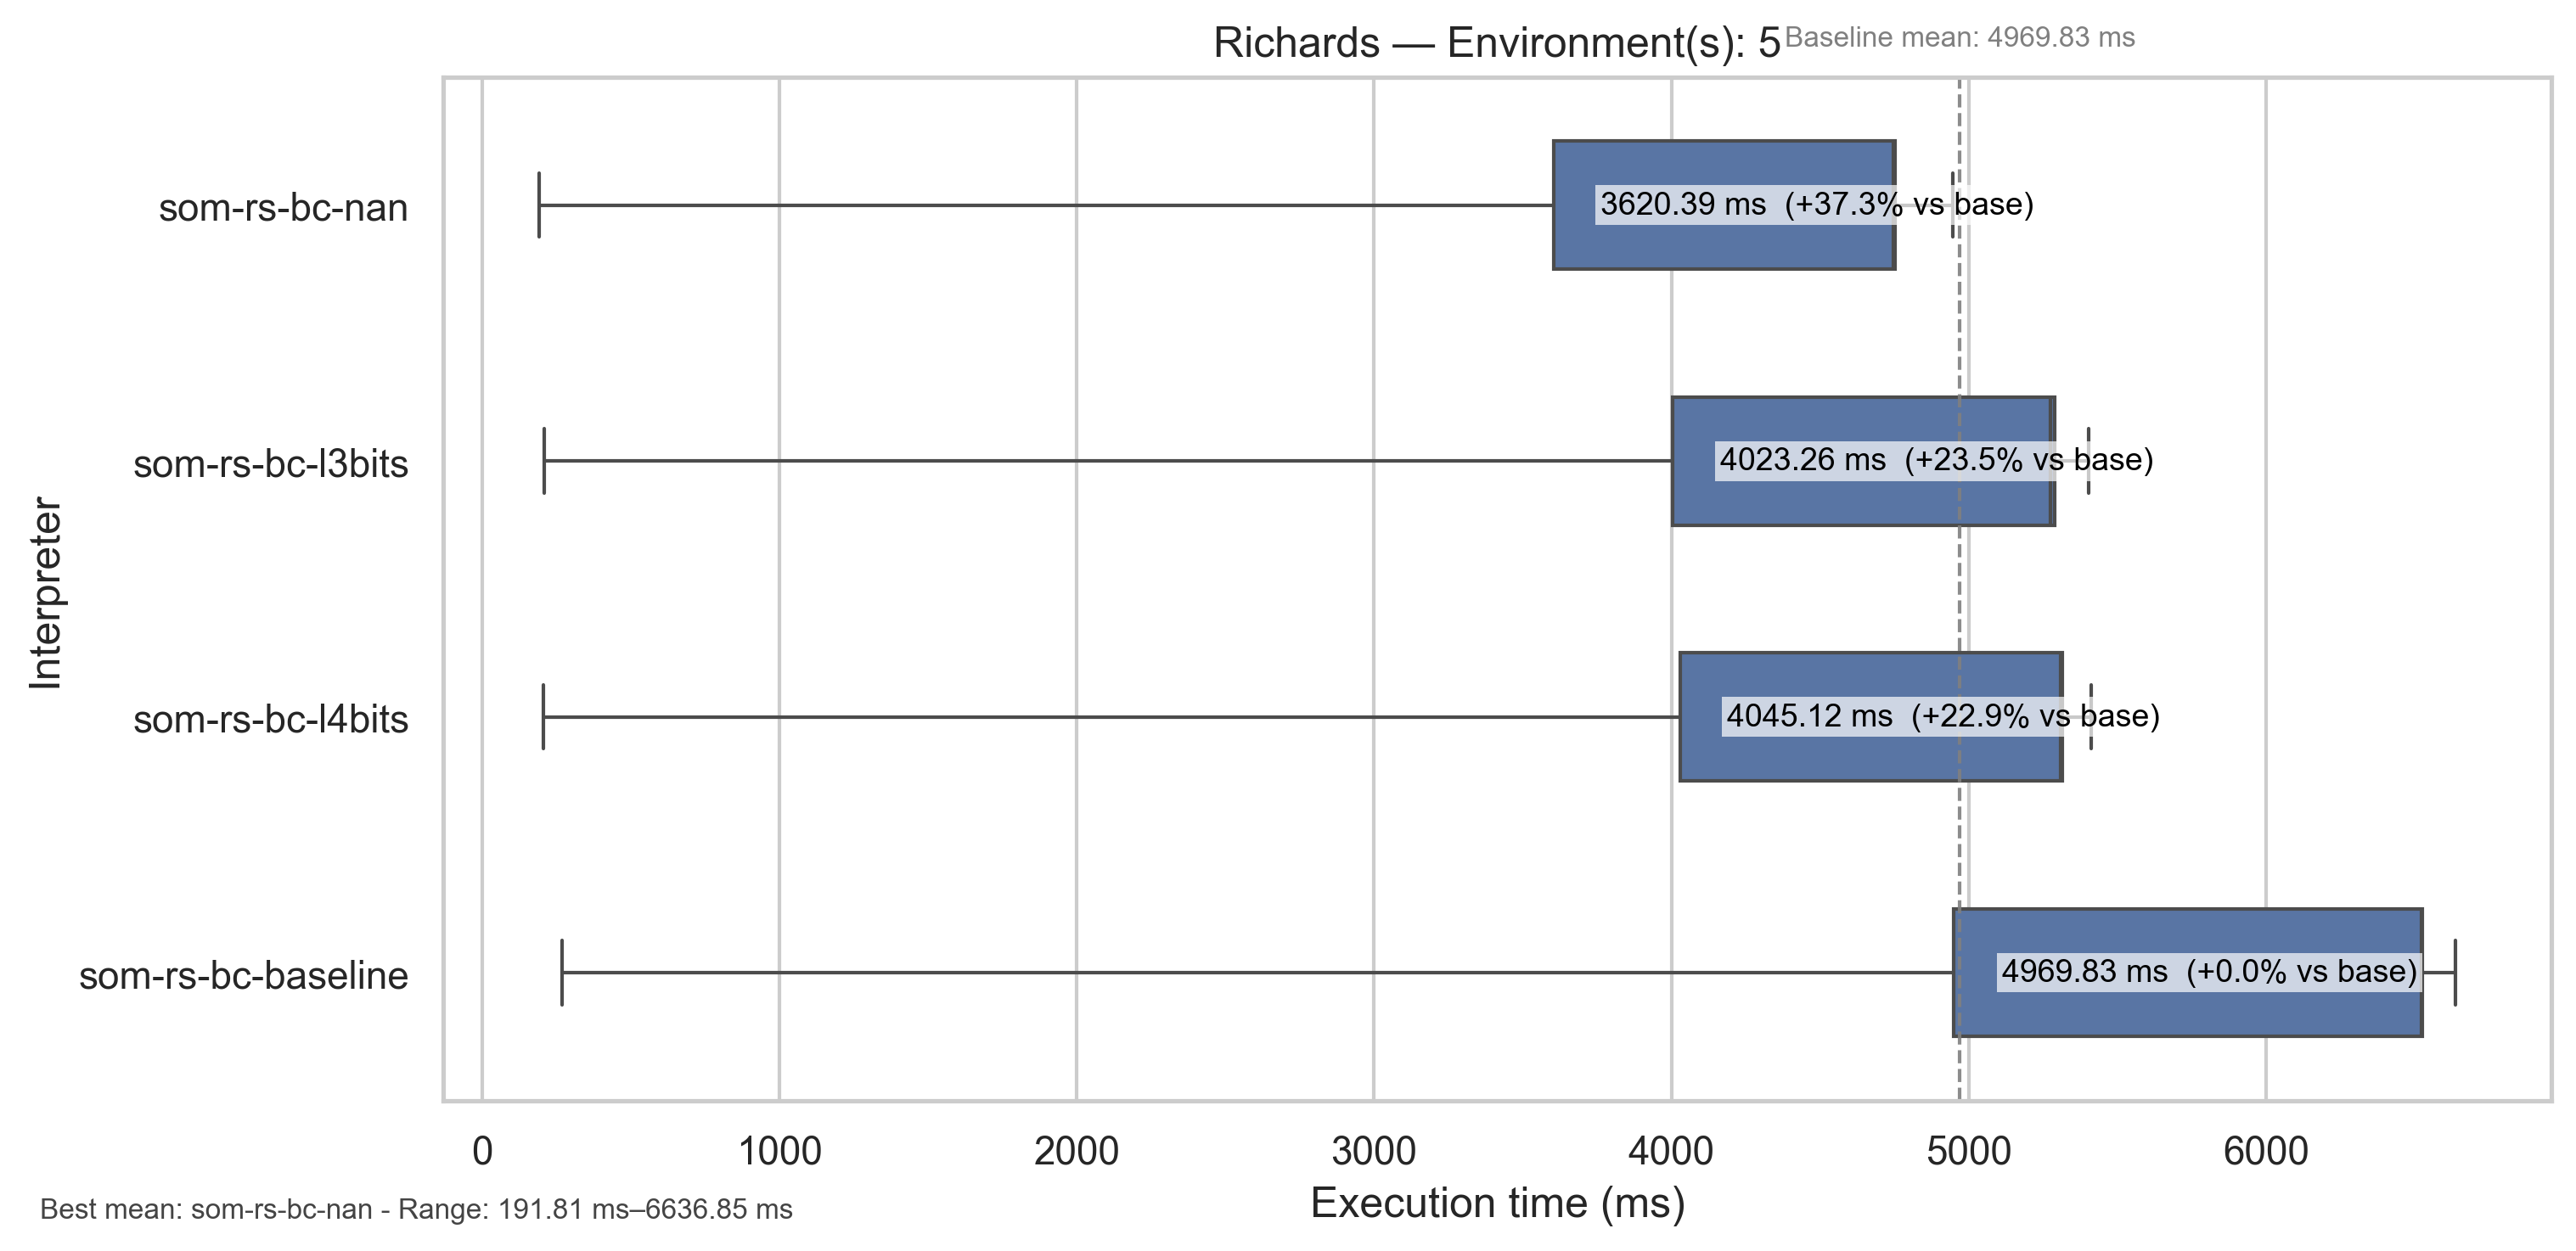 Richards — Environment(s): 5
Baseline mean: 4969.83 ms
som-rs-bc-nan
3620.39 ms (+37.3% vs base)
som-rs-bc-l3bits
4023.26 ms (+23.5% vs base)
som-rs-bc-l4bits
4045.12 ms (+22.9% vs base)
som-rs-bc-baseline
4969.83 ms (+0.0% vs base)
Interpreter
0 1000 2000 3000 4000 5000 6000
Execution time (ms)
Best mean: som-rs-bc-nan - Range: 191.81 ms–6636.85 ms